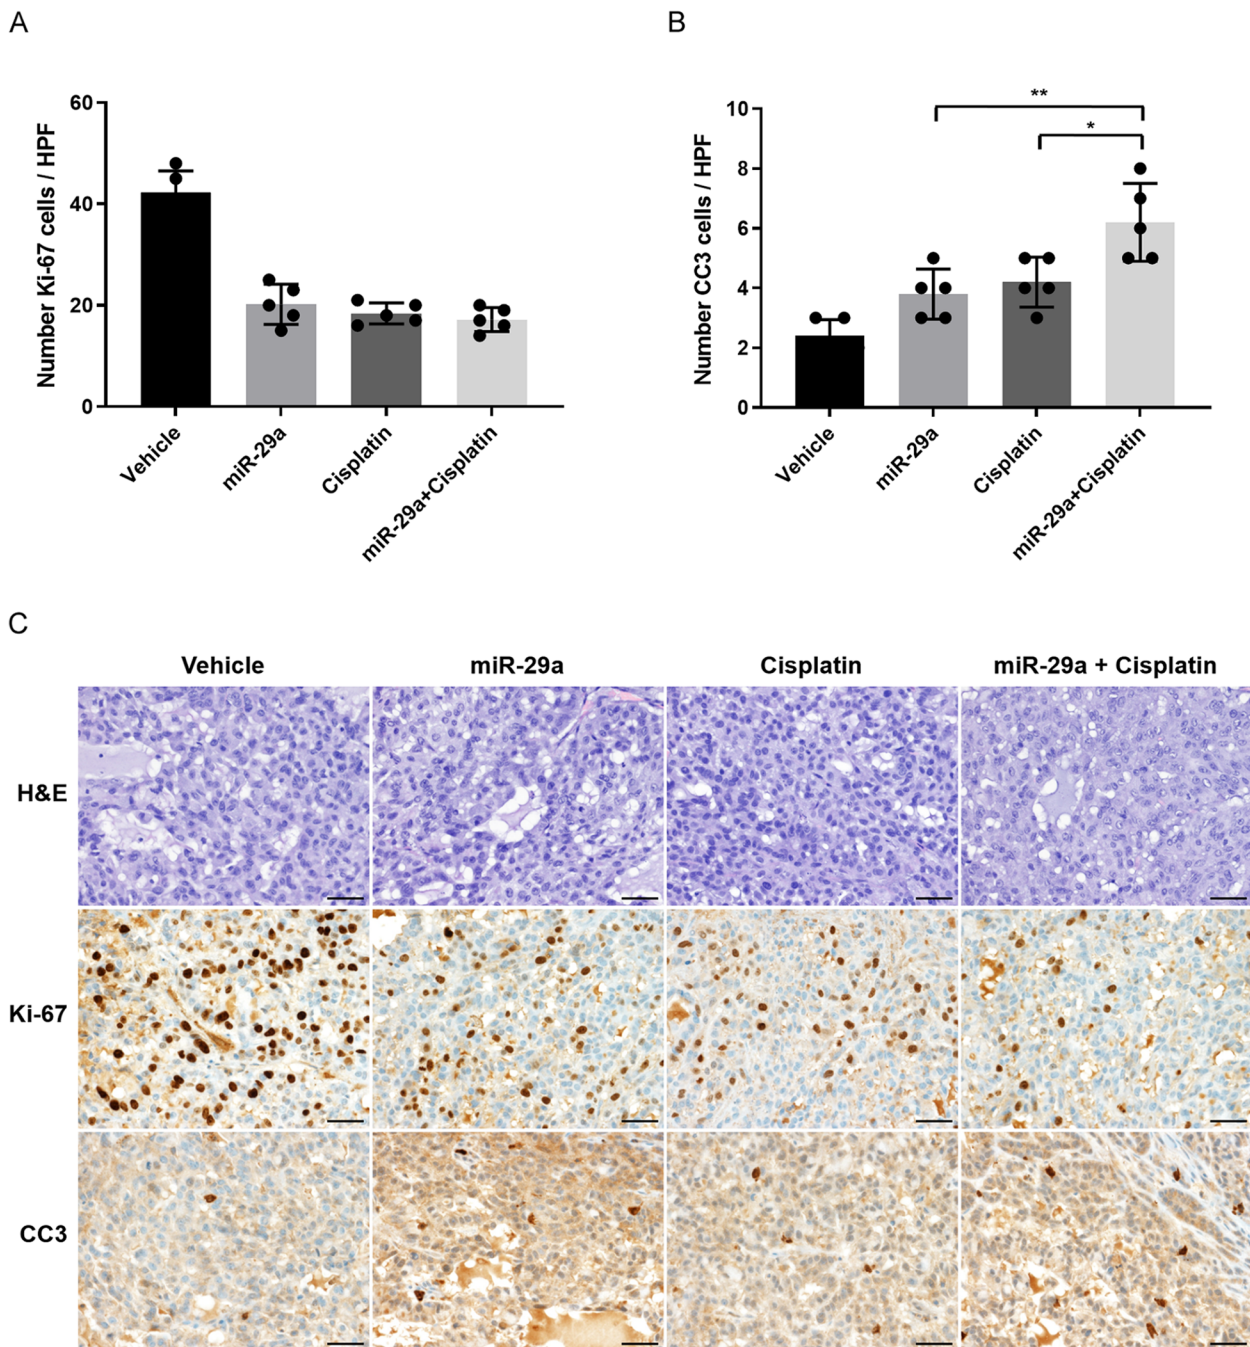 A
B
Number Ki-67 cells / HPF
60
40
20
0
Vehicle
miR-29a
Cisplatin
miR-29a+Cisplatin
Number CC3 cells / HPF
10
8
6
4
2
0
**
*
Vehicle
miR-29a
Cisplatin
miR-29a+Cisplatin
C
Vehicle miR-29a Cisplatin miR-29a + Cisplatin
H&E
Ki-67
CC3